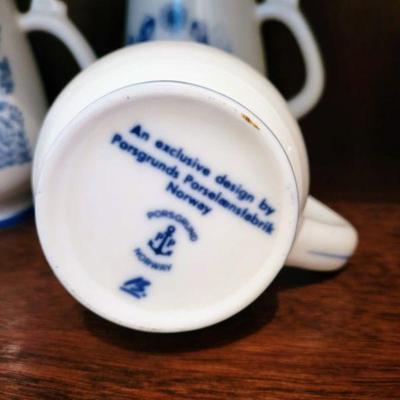 An exclusive design by
Porsgrunds Porselænsfabrik
Norway
PORSGRUND
NORWAY